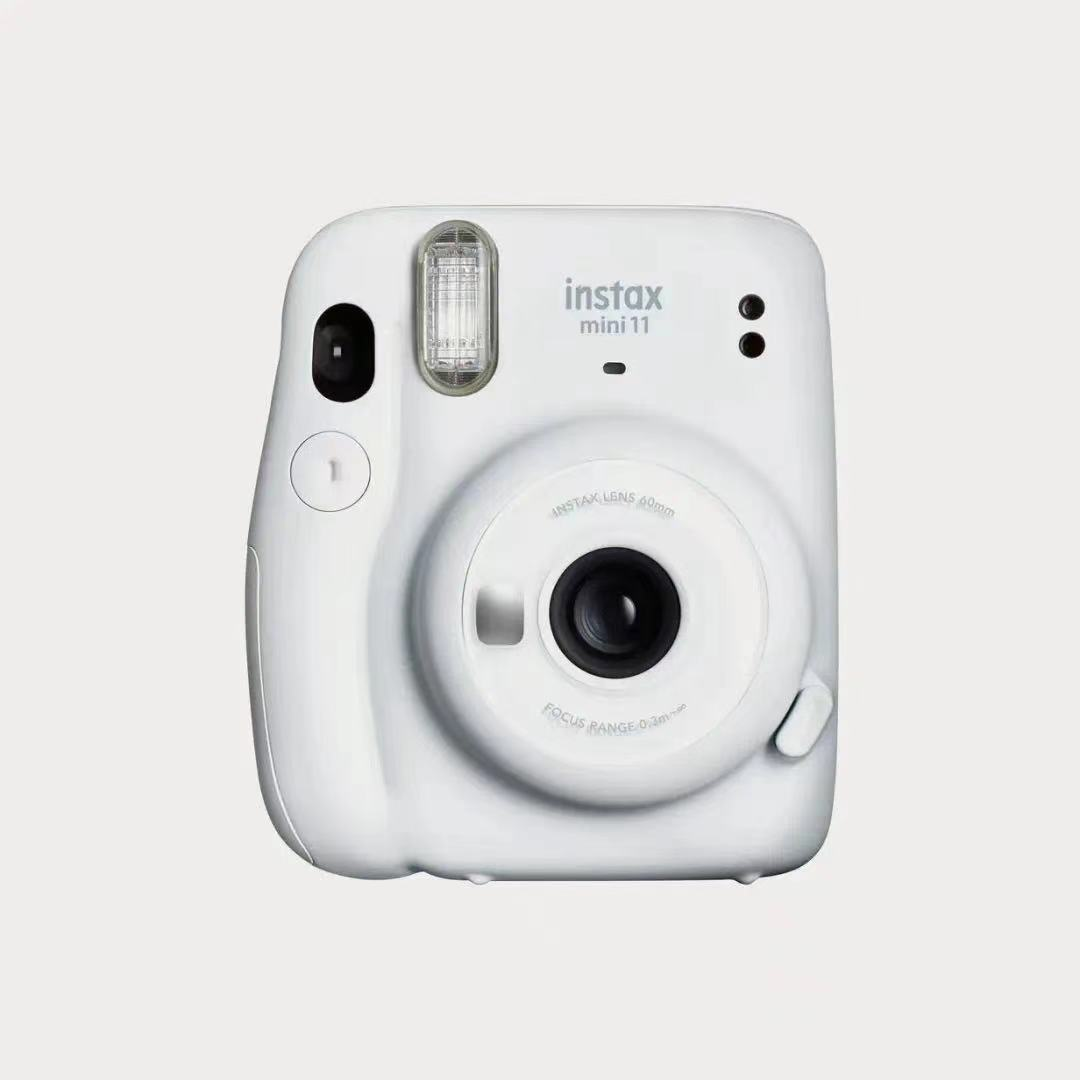 instax
mini 11
INSTAX LENS 60mm
FOCUS RANGE 0.3m~∞